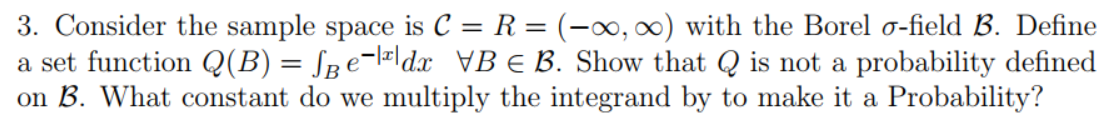 3. Consider the sample space is 𝒞 = R = (−∞, ∞) with the Borel σ-field ℬ. Define
a set function Q(B) = ∫_B e^{−|x|}dx ∀B ∈ ℬ. Show that Q is not a probability defined
on ℬ. What constant do we multiply the integrand by to make it a Probability?